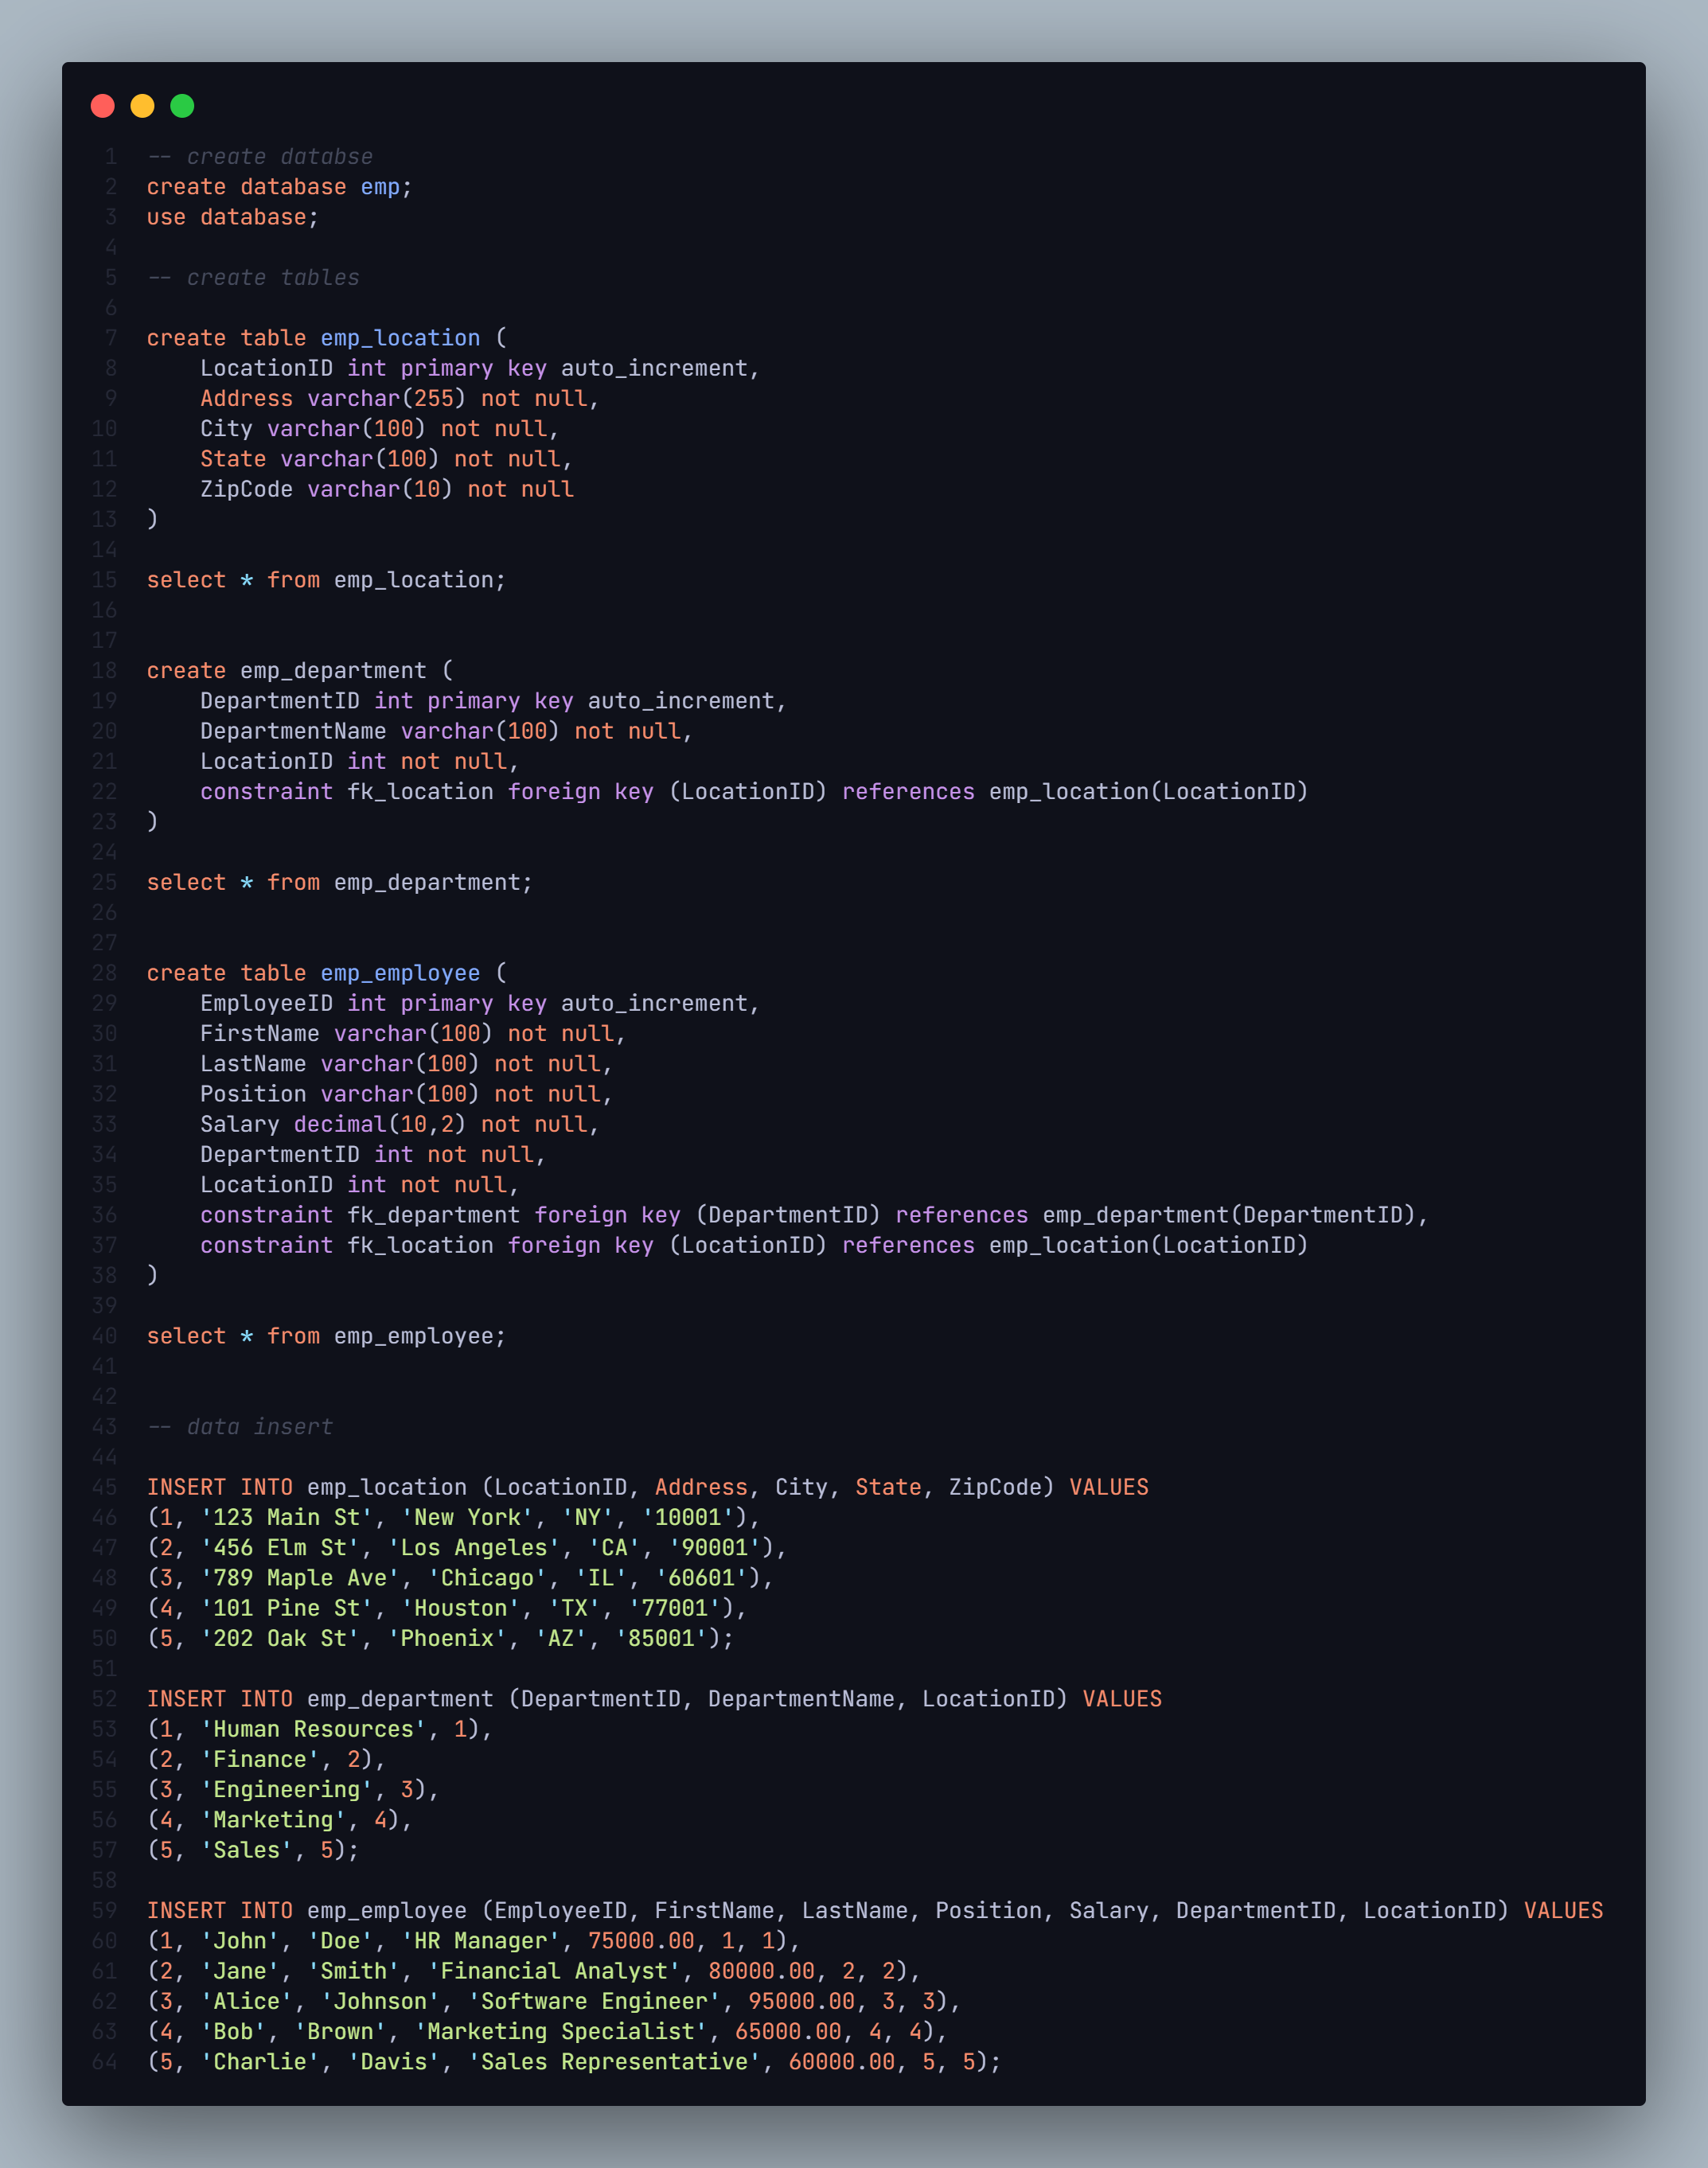 1 -- create databse
2 create database emp;
3 use database;
4
5 -- create tables
6
7 create table emp_location (
8     LocationID int primary key auto_increment,
9     Address varchar(255) not null,
10     City varchar(100) not null,
11     State varchar(100) not null,
12     ZipCode varchar(10) not null
13 )
14
15 select * from emp_location;
16
17
18 create emp_department (
19     DepartmentID int primary key auto_increment,
20     DepartmentName varchar(100) not null,
21     LocationID int not null,
22     constraint fk_location foreign key (LocationID) references emp_location(LocationID)
23 )
24
25 select * from emp_department;
26
27
28 create table emp_employee (
29     EmployeeID int primary key auto_increment,
30     FirstName varchar(100) not null,
31     LastName varchar(100) not null,
32     Position varchar(100) not null,
33     Salary decimal(10,2) not null,
34     DepartmentID int not null,
35     LocationID int not null,
36     constraint fk_department foreign key (DepartmentID) references emp_department(DepartmentID),
37     constraint fk_location foreign key (LocationID) references emp_location(LocationID)
38 )
39
40 select * from emp_employee;
41
42
43 -- data insert
44
45 INSERT INTO emp_location (LocationID, Address, City, State, ZipCode) VALUES
46 (1, '123 Main St', 'New York', 'NY', '10001'),
47 (2, '456 Elm St', 'Los Angeles', 'CA', '90001'),
48 (3, '789 Maple Ave', 'Chicago', 'IL', '60601'),
49 (4, '101 Pine St', 'Houston', 'TX', '77001'),
50 (5, '202 Oak St', 'Phoenix', 'AZ', '85001');
51
52 INSERT INTO emp_department (DepartmentID, DepartmentName, LocationID) VALUES
53 (1, 'Human Resources', 1),
54 (2, 'Finance', 2),
55 (3, 'Engineering', 3),
56 (4, 'Marketing', 4),
57 (5, 'Sales', 5);
58
59 INSERT INTO emp_employee (EmployeeID, FirstName, LastName, Position, Salary, DepartmentID, LocationID) VALUES
60 (1, 'John', 'Doe', 'HR Manager', 75000.00, 1, 1),
61 (2, 'Jane', 'Smith', 'Financial Analyst', 80000.00, 2, 2),
62 (3, 'Alice', 'Johnson', 'Software Engineer', 95000.00, 3, 3),
63 (4, 'Bob', 'Brown', 'Marketing Specialist', 65000.00, 4, 4),
64 (5, 'Charlie', 'Davis', 'Sales Representative', 60000.00, 5, 5);